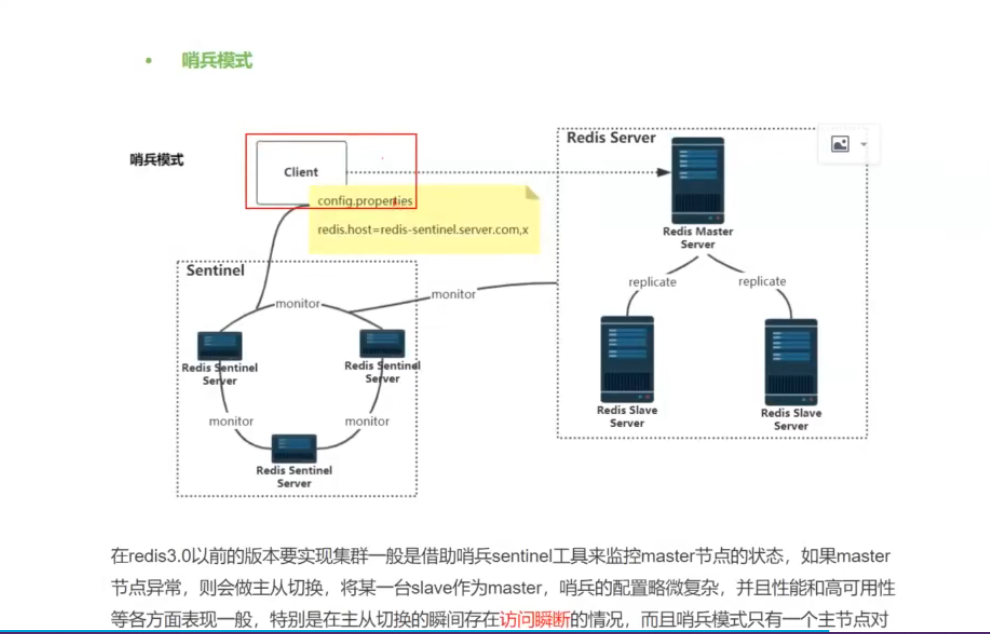 哨兵模式
哨兵模式
Client
config.properties
redis.host=redis-sentinel.server.com,x
Redis Server
Redis Master
Server
replicate
replicate
Redis Slave
Server
Redis Slave
Server
Sentinel
monitor
monitor
Redis Sentinel
Server
Redis Sentinel
Server
monitor
monitor
Redis Sentinel
Server
在redis3.0以前的版本要实现集群一般是借助哨兵sentinel工具来监控master节点的状态，如果master
节点异常，则会做主从切换，将某一台slave作为master，哨兵的配置略微复杂，并且性能和高可用性
等各方面表现一般，特别是在主从切换的瞬间存在访问瞬断的情况，而且哨兵模式只有一个主节点对